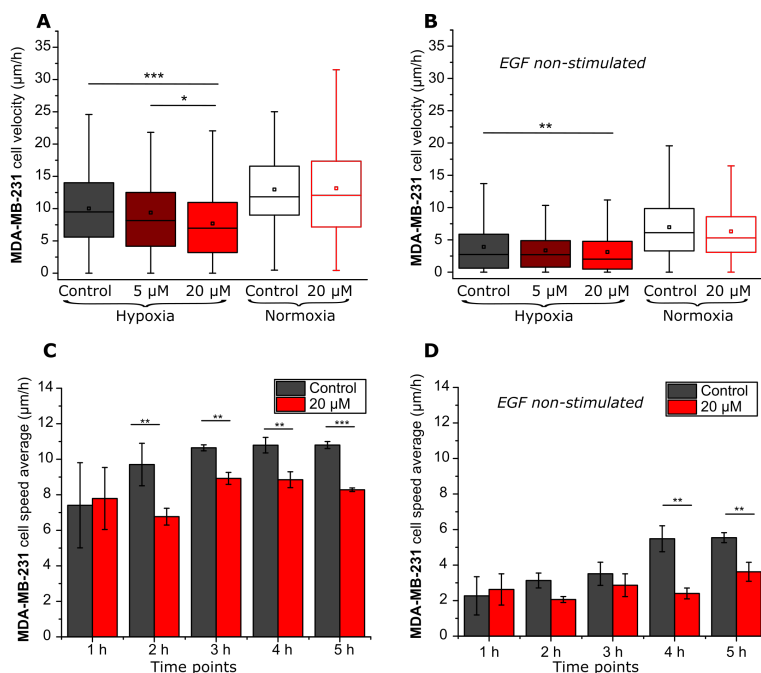 A
MDA-MB-231 cell velocity (µm/h)
35
30
25
20
15
10
5
0
***
*
Control 5 µM 20 µM Control 20 µM
Hypoxia Normoxia
B
MDA-MB-231 cell velocity (µm/h)
EGF non-stimulated
35
30
25
20
15
10
5
0
**
Control 5 µM 20 µM Control 20 µM
Hypoxia Normoxia
C
MDA-MB-231 cell speed average (µm/h)
14
12
10
8
6
4
2
0
Control
20 µM
** ** ** ***
1 h 2 h 3 h 4 h 5 h
Time points
D
MDA-MB-231 cell speed average (µm/h)
EGF non-stimulated
14
12
10
8
6
4
2
0
Control
20 µM
** **
1 h 2 h 3 h 4 h 5 h
Time points